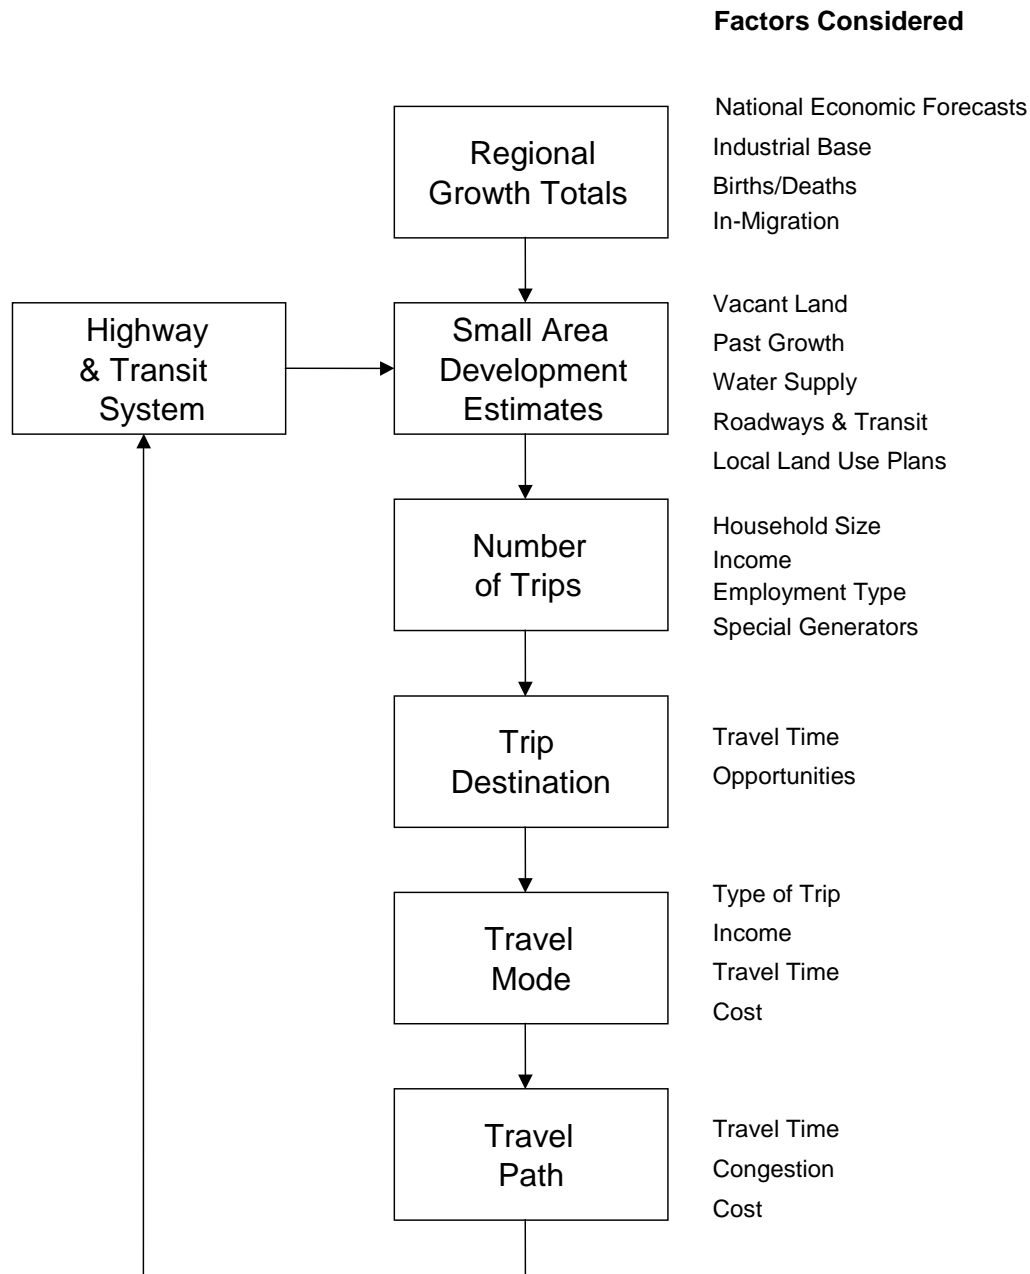 Factors Considered
Regional
Growth Totals
National Economic Forecasts
Industrial Base
Births/Deaths
In-Migration
Highway
& Transit
System
Small Area
Development
Estimates
Vacant Land
Past Growth
Water Supply
Roadways & Transit
Local Land Use Plans
Number
of Trips
Household Size
Income
Employment Type
Special Generators
Trip
Destination
Travel Time
Opportunities
Travel
Mode
Type of Trip
Income
Travel Time
Cost
Travel
Path
Travel Time
Congestion
Cost